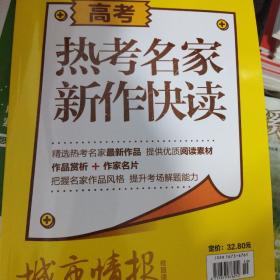 高考
热考名家
新作快读
精选热考名家最新作品 提供优质阅读素材
作品赏析 + 作家名片
把握名家作品风格 提升考场解题能力
定价：32.80元
城市情报